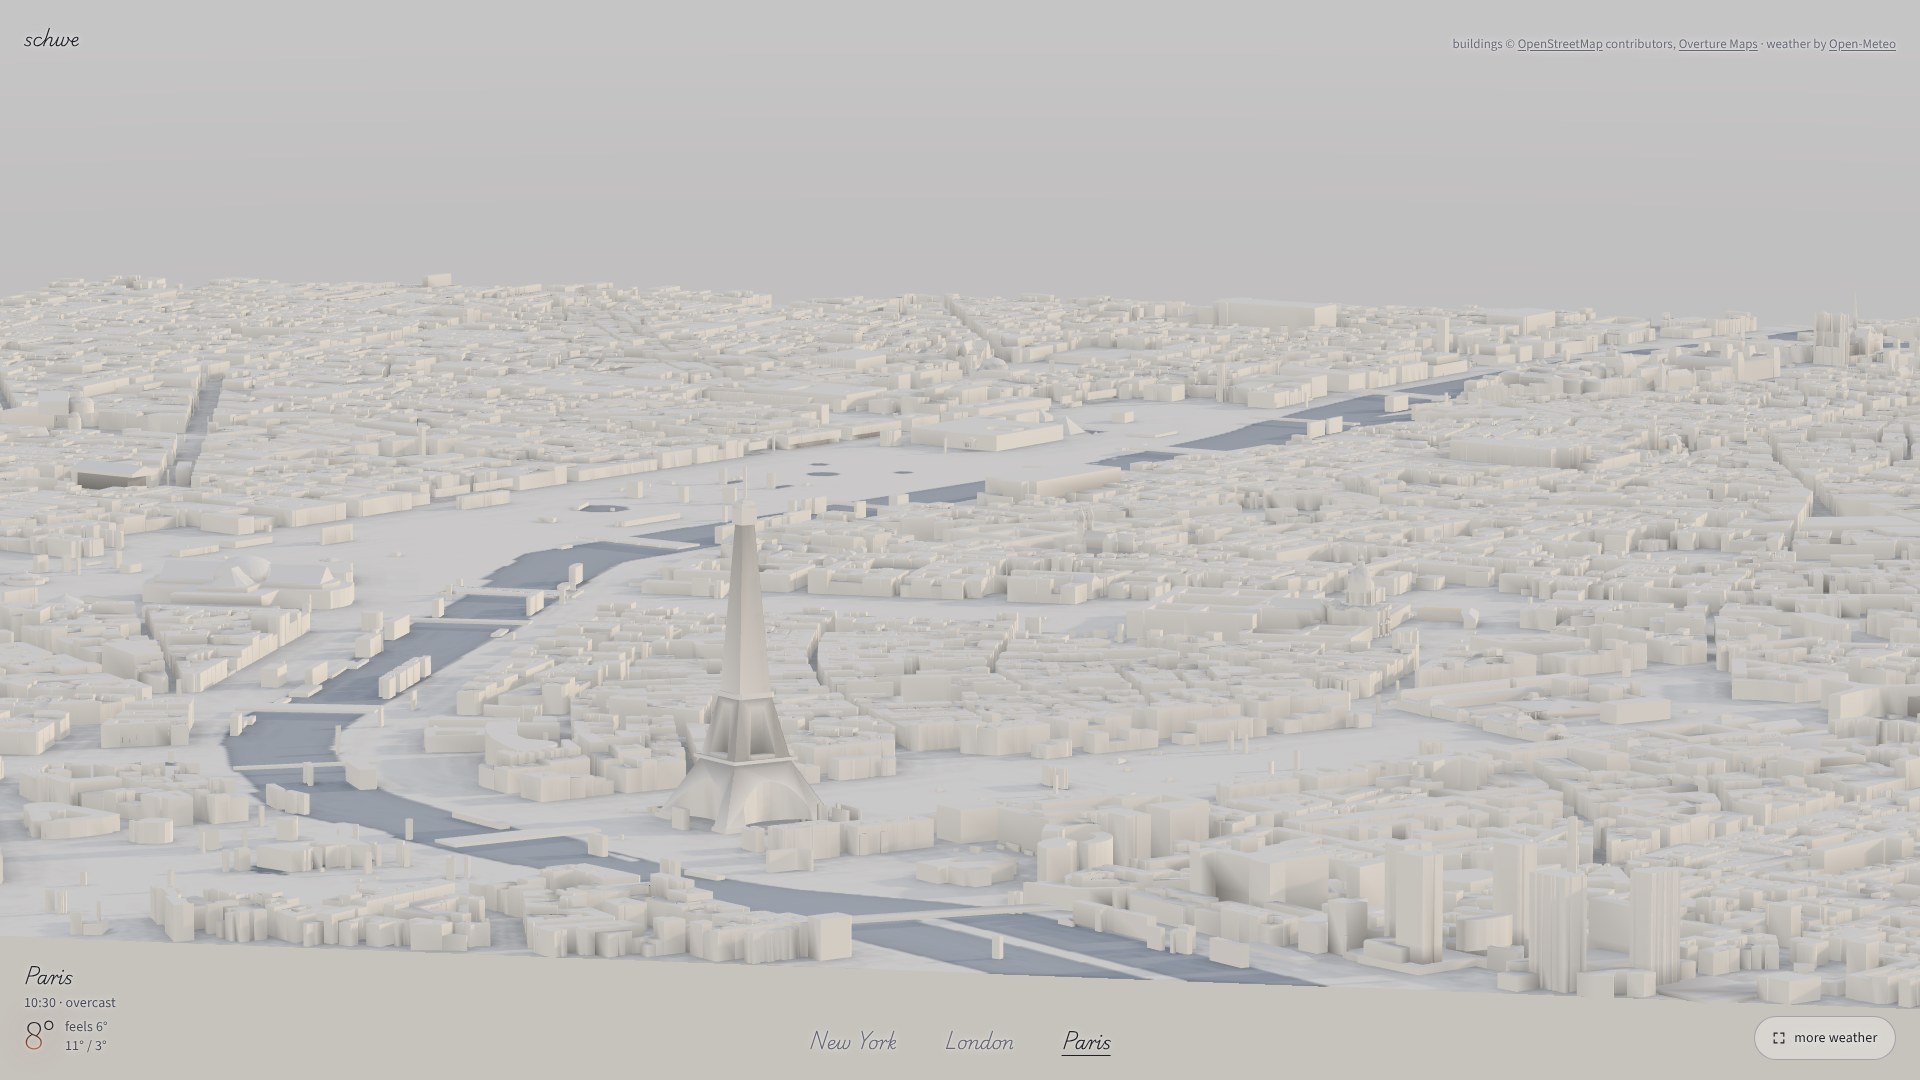 schwe
buildings © OpenStreetMap contributors, Overture Maps · weather by Open-Meteo
Paris
10:30 · overcast
8° feels 6°
11° / 3°
New York London Paris
more weather